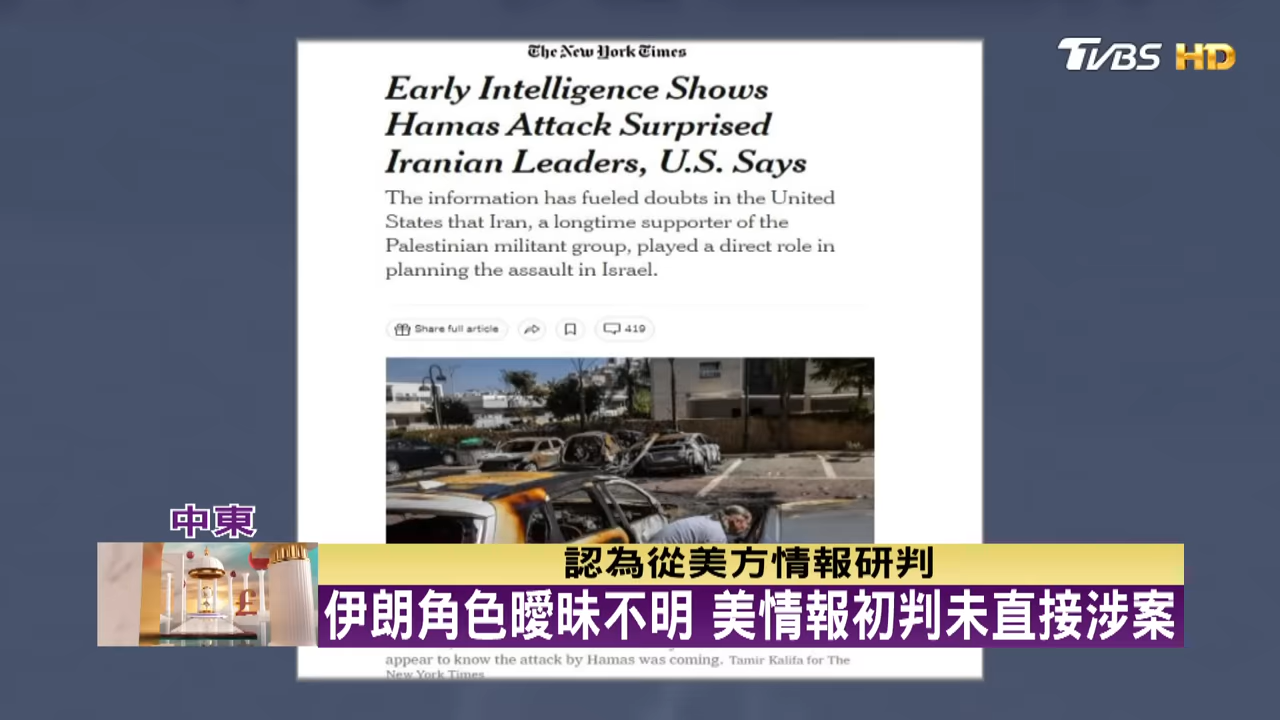 The New York Times
TVBS HD
Early Intelligence Shows
Hamas Attack Surprised
Iranian Leaders, U.S. Says
The information has fueled doubts in the United
States that Iran, a longtime supporter of the
Palestinian militant group, played a direct role in
planning the assault in Israel.
Share full article
419
中東
認為從美方情報研判
伊朗角色曖昧不明 美情報初判未直接涉案
appear to know the attack by Hamas was coming. Tamir Kalifa for The
New York Times